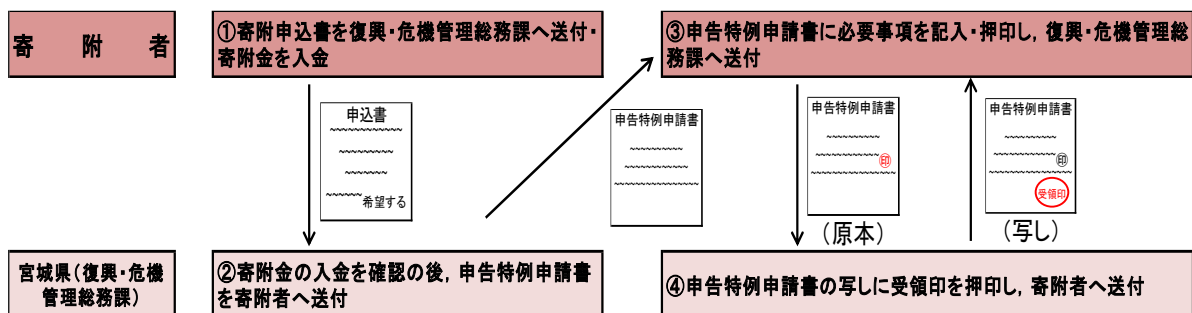 寄附者
①寄附申込書を復興・危機管理総務課へ送付・
寄附金を入金
③申告特例申請書に必要事項を記入・押印し，復興・危機管理総
務課へ送付
申込書
希望する
申告特例申請書
申告特例申請書
印
（原本）
申告特例申請書
印
受領印
（写し）
宮城県（復興・危機
管理総務課）
②寄附金の入金を確認の後，申告特例申請書
を寄附者へ送付
④申告特例申請書の写しに受領印を押印し，寄附者へ送付